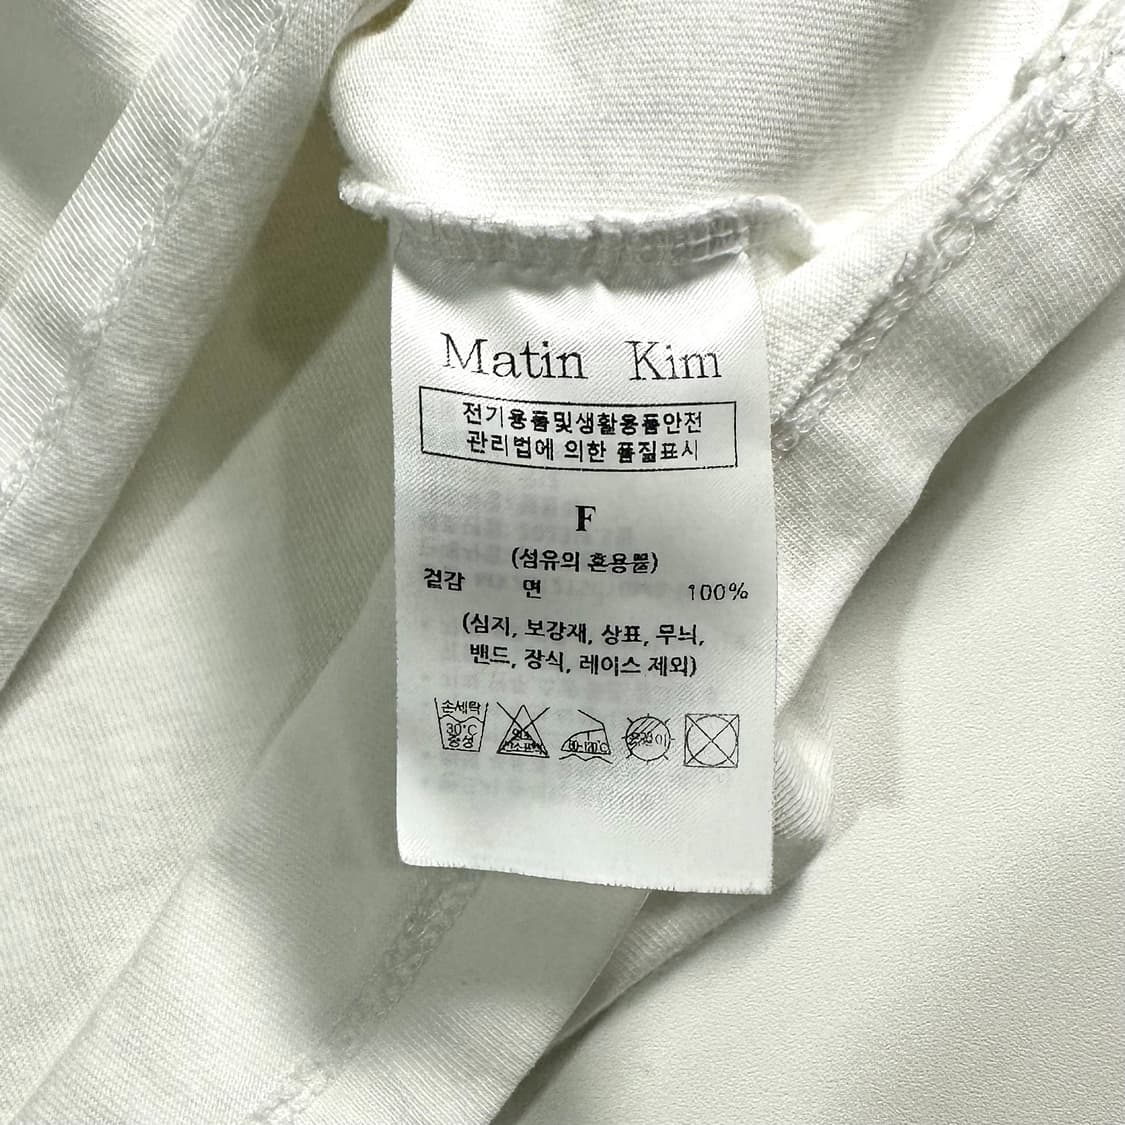 Matin Kim
전기용품및생활용품안전
관리법에 의한 품질표시
F
(섬유의 혼용률)
겉감 면 100%
(심지, 보강재, 상표, 무늬,
밴드, 장식, 레이스 제외)
손세탁
30°C
중성
80~120°C